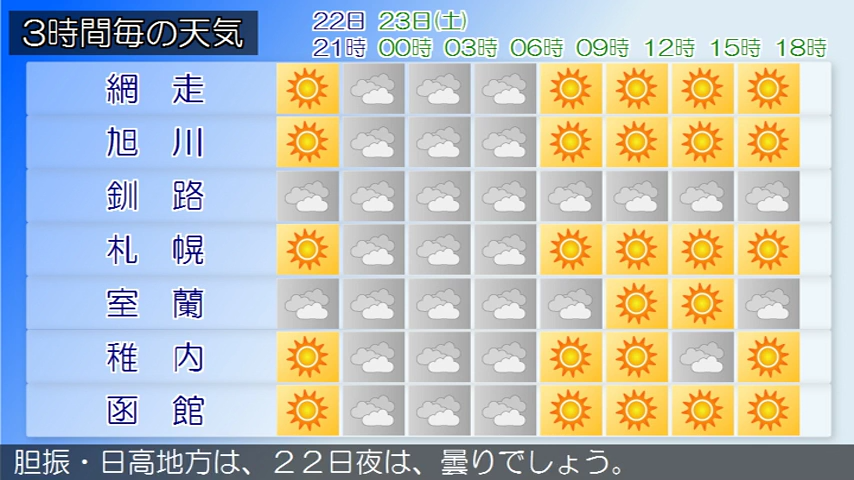 3時間毎の天気
22日 23日(土)
21時 00時 03時 06時 09時 12時 15時 18時
網走
旭川
釧路
札幌
室蘭
稚内
函館
胆振・日高地方は、２２日夜は、曇りでしょう。